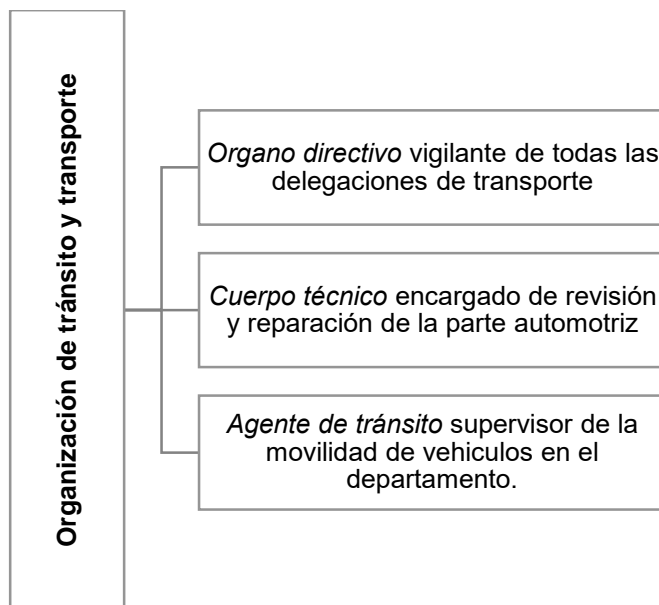 Organización de tránsito y transporte
Organo directivo vigilante de todas las
delegaciones de transporte
Cuerpo técnico encargado de revisión
y reparación de la parte automotriz
Agente de tránsito supervisor de la
movilidad de vehiculos en el
departamento.